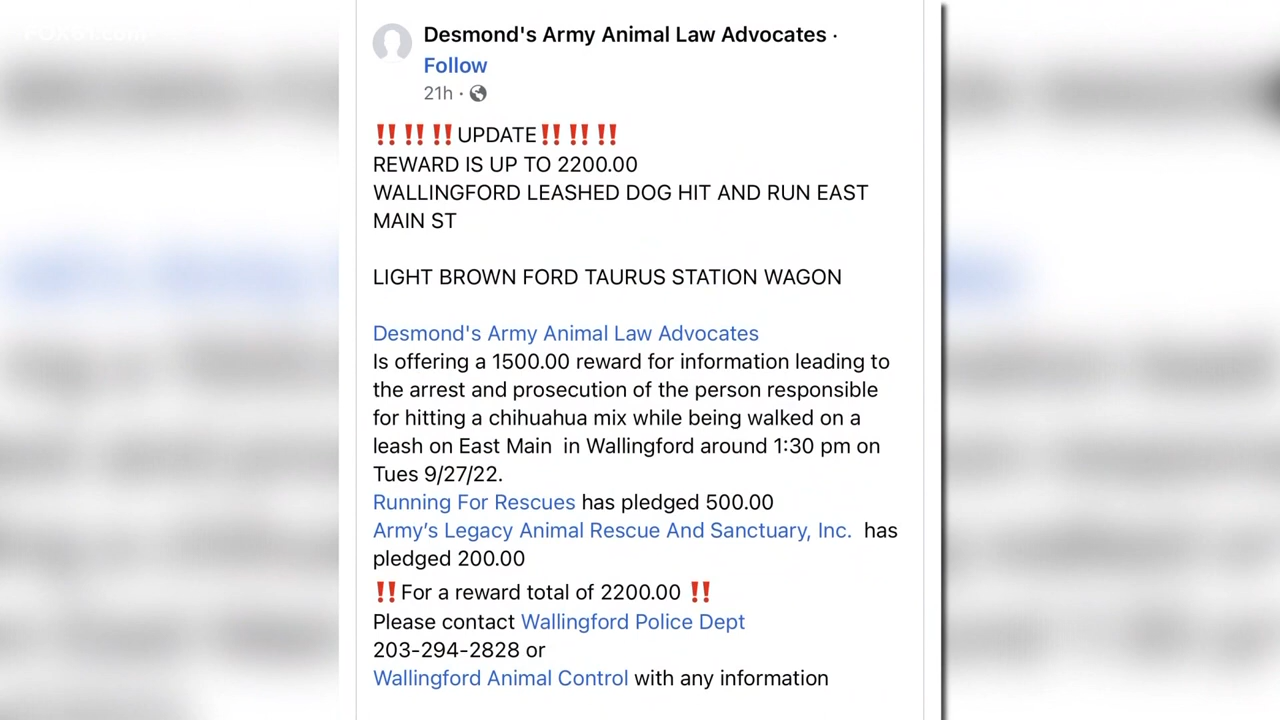 FOX61.com
Desmond's Army Animal Law Advocates ·
Follow
21h ·
‼️‼️‼️UPDATE‼️‼️‼️
REWARD IS UP TO 2200.00
WALLINGFORD LEASHED DOG HIT AND RUN EAST
MAIN ST
LIGHT BROWN FORD TAURUS STATION WAGON
Desmond's Army Animal Law Advocates
Is offering a 1500.00 reward for information leading to
the arrest and prosecution of the person responsible
for hitting a chihuahua mix while being walked on a
leash on East Main  in Wallingford around 1:30 pm on
Tues 9/27/22.
Running For Rescues has pledged 500.00
Army’s Legacy Animal Rescue And Sanctuary, Inc.  has
pledged 200.00
‼️For a reward total of 2200.00 ‼️
Please contact Wallingford Police Dept
203-294-2828 or
Wallingford Animal Control with any information